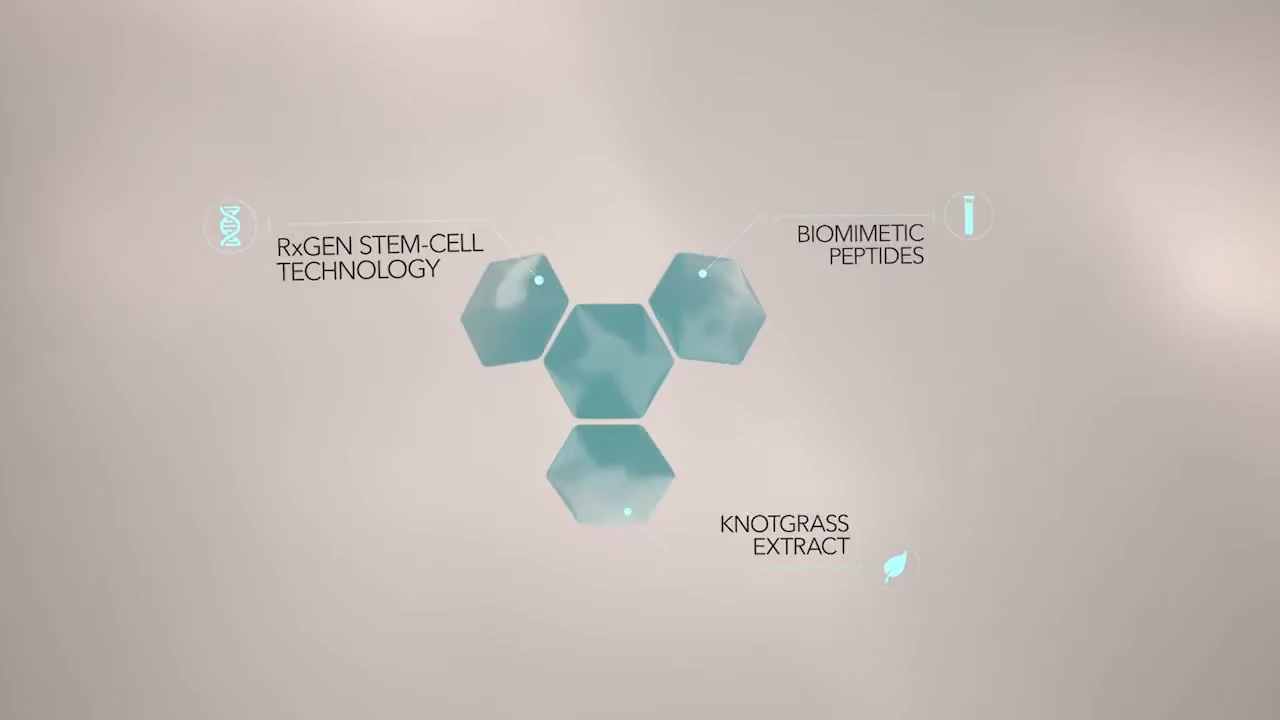 RxGEN STEM-CELL
TECHNOLOGY
BIOMIMETIC
PEPTIDES
KNOTGRASS
EXTRACT